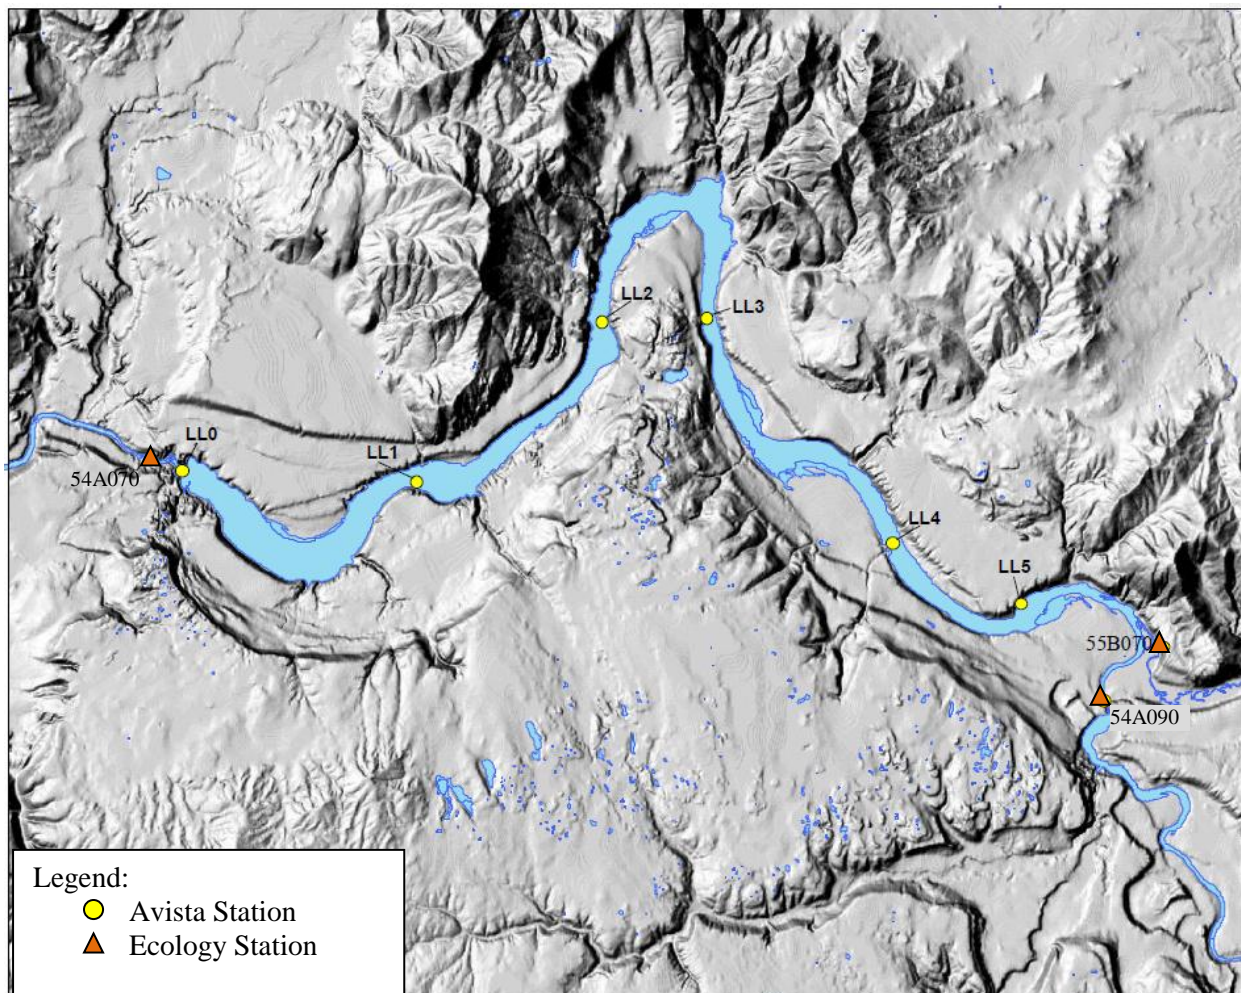 LL2
LL3
LL0
LL1
54A070
LL4
LL5
55B070
54A090
Legend:
Avista Station
Ecology Station